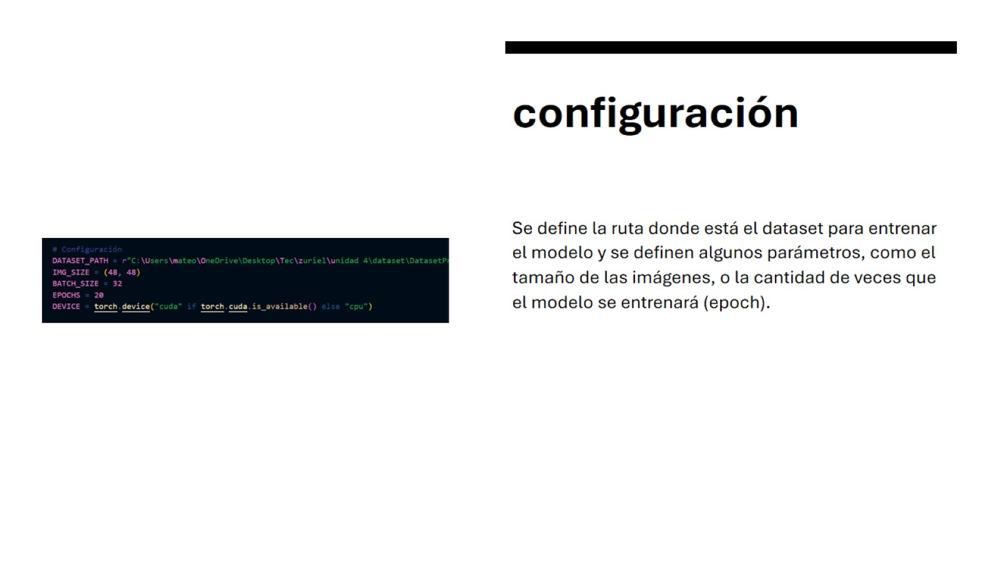 configuración
Se define la ruta donde está el dataset para entrenar
el modelo y se definen algunos parámetros, como el
tamaño de las imágenes, o la cantidad de veces que
el modelo se entrenará (epoch).
# Configuración
DATASET_PATH = r"C:\Users\mateo\OneDrive\Desktop\Tec\zuriel\unidad 4\dataset\DatasetPr
IMG_SIZE = (48, 48)
BATCH_SIZE = 32
EPOCHS = 20
DEVICE = torch.device("cuda" if torch.cuda.is_available() else "cpu")